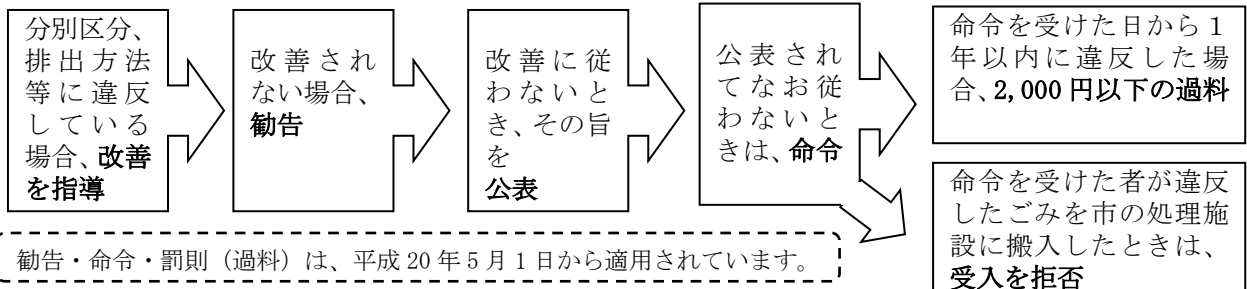 分別区分、
排出方法
等に違反
している
場合、改善
を指導
改善され
ない場合、
勧告
改善に従
わないと
き、その旨
を
公表
公表され
てなお従
わないと
きは、命令
命令を受けた日から１
年以内に違反した場
合、2,000円以下の過料
命令を受けた者が違反
したごみを市の処理施
設に搬入したときは、
受入を拒否
勧告・命令・罰則（過料）は、平成20年5月1日から適用されています。